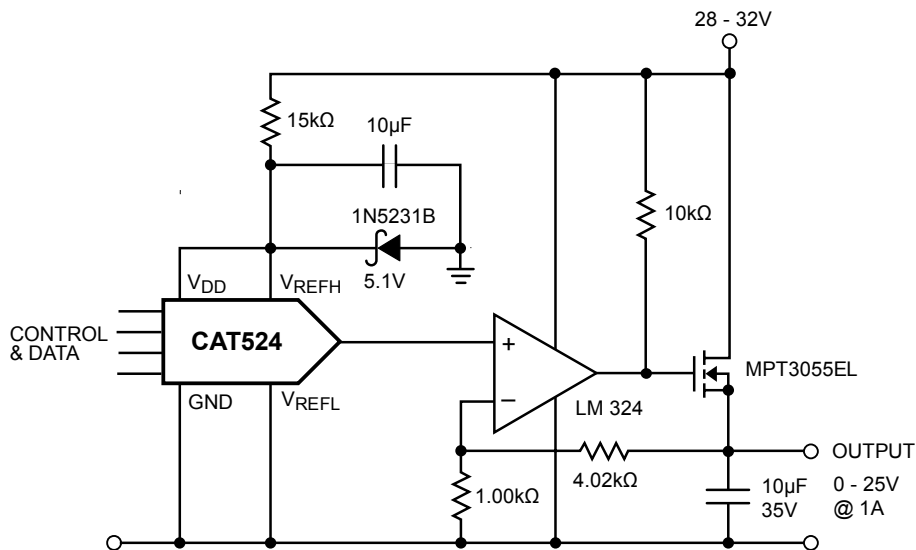 28 - 32V
15kΩ
10µF
10kΩ
1N5231B
5.1V
VDD
VREFH
CONTROL
& DATA
CAT524
+
MPT3055EL
GND
VREFL
–
LM 324
OUTPUT
4.02kΩ
1.00kΩ
10µF
35V
0 - 25V
@ 1A